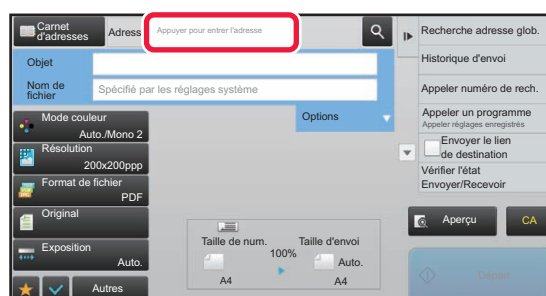 Carnet
d'adresses
Adress
Appuyer pour entrer l'adresse
Objet
Nom de
fichier
Spécifié par les réglages système
Options
Mode couleur
Auto./Mono 2
Résolution
200x200ppp
Format de fichier
PDF
Original
Exposition
Auto.
Autres
Taille de num.
100%
Taille d'envoi
Auto.
A4
A4
Recherche adresse glob.
Historique d'envoi
Appeler numéro de rech.
Appeler un programme
Appeler réglages enregistrés
Envoyer le lien
de destination
Vérifier l'état
Envoyer/Recevoir
Aperçu
CA
Départ